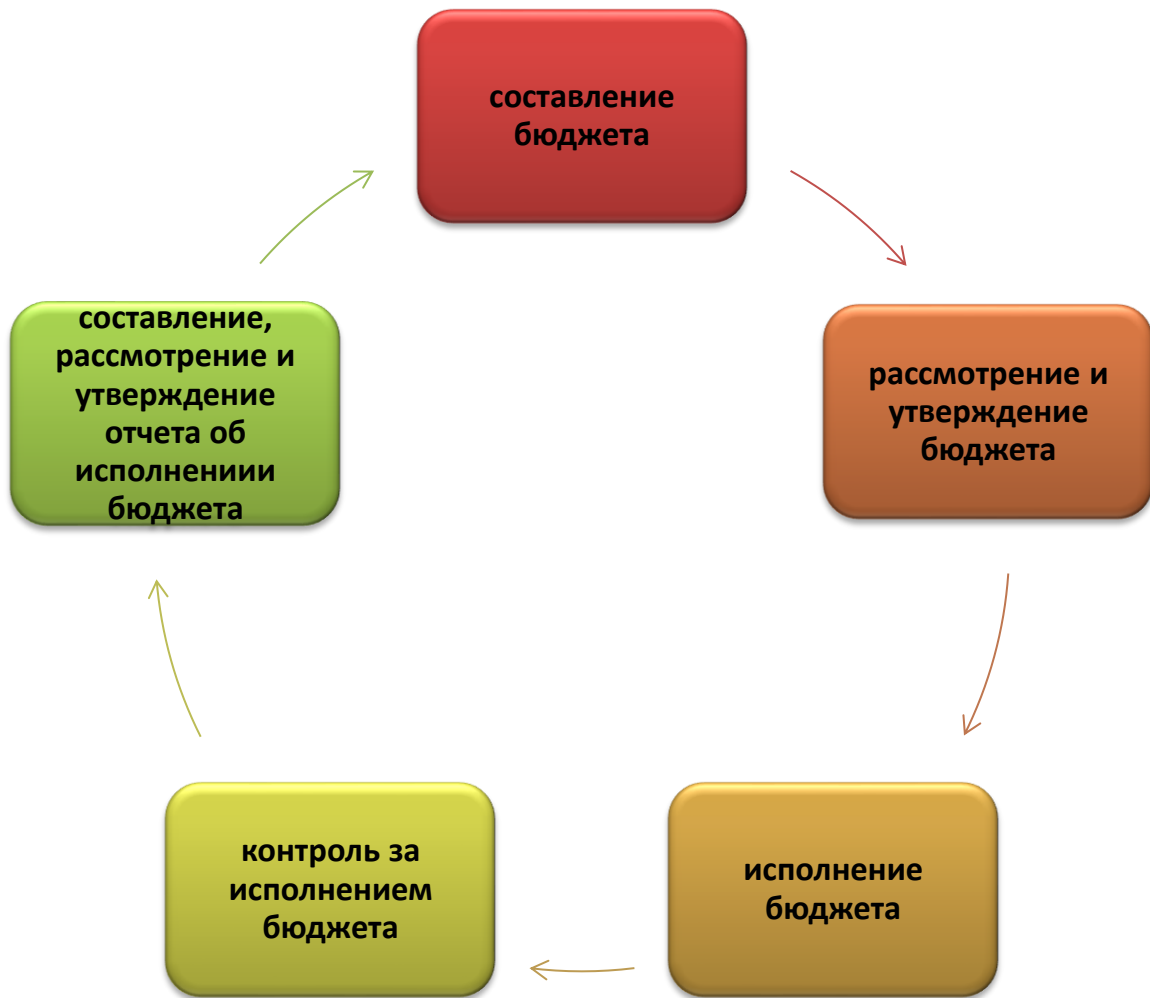 составление
бюджета
рассмотрение и
утверждение
бюджета
исполнение
бюджета
контроль за
исполнением
бюджета
составление,
рассмотрение и
утверждение
отчета об
исполнениии
бюджета